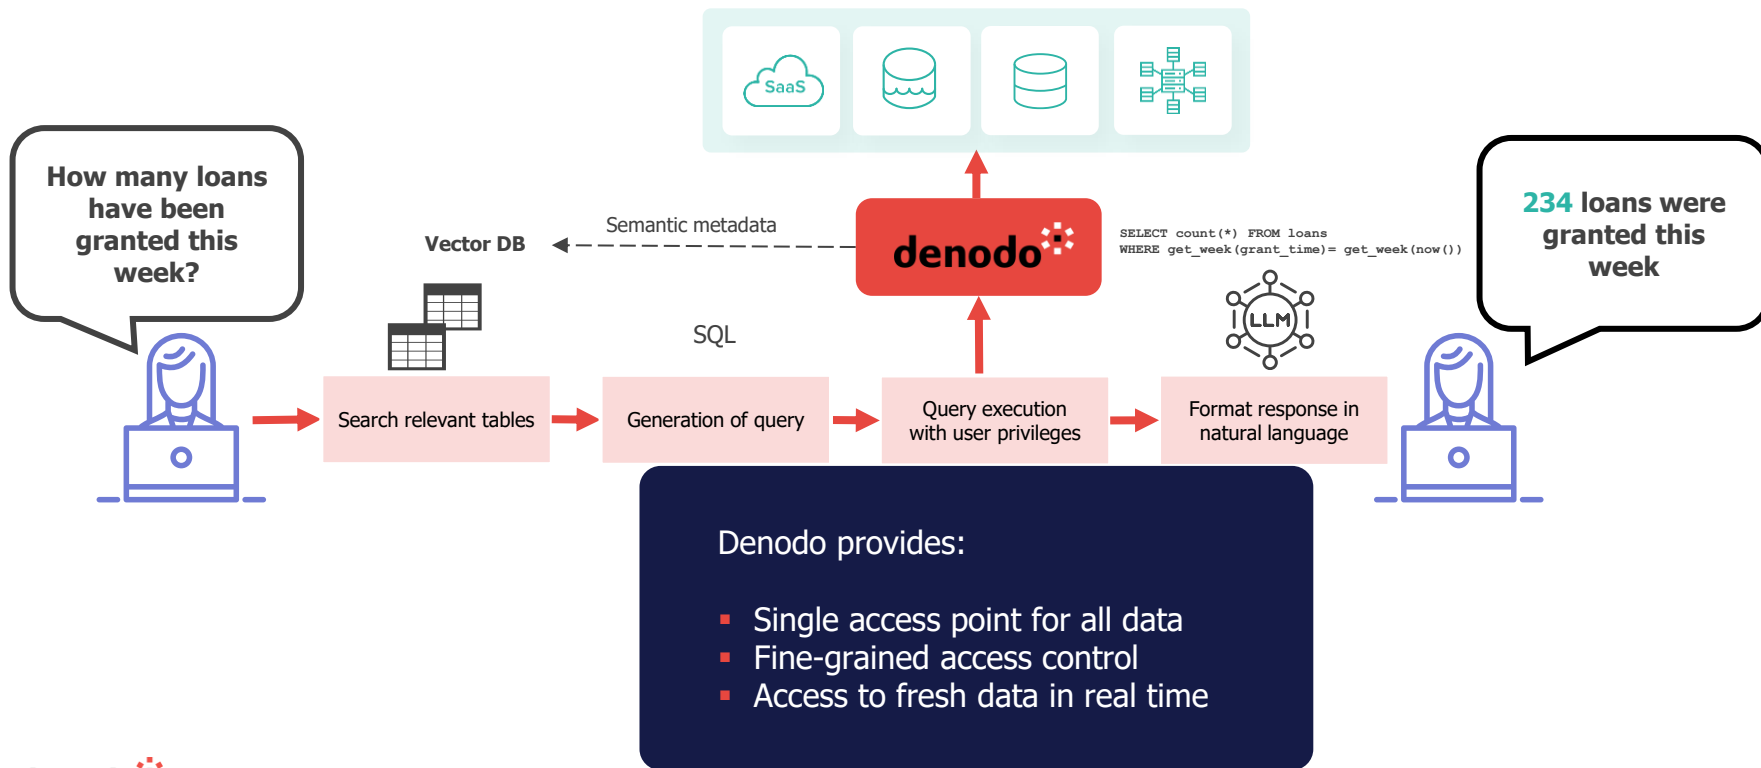 SaaS
How many loans
have been
granted this
week?
Semantic metadata
Vector DB
denodo
SELECT count(*) FROM loans
WHERE get_week(grant_time)= get_week(now())
234 loans were
granted this
week
SQL
LLM
Search relevant tables
Generation of query
Query execution
with user privileges
Format response in
natural language
Denodo provides:
▪ Single access point for all data
▪ Fine-grained access control
▪ Access to fresh data in real time